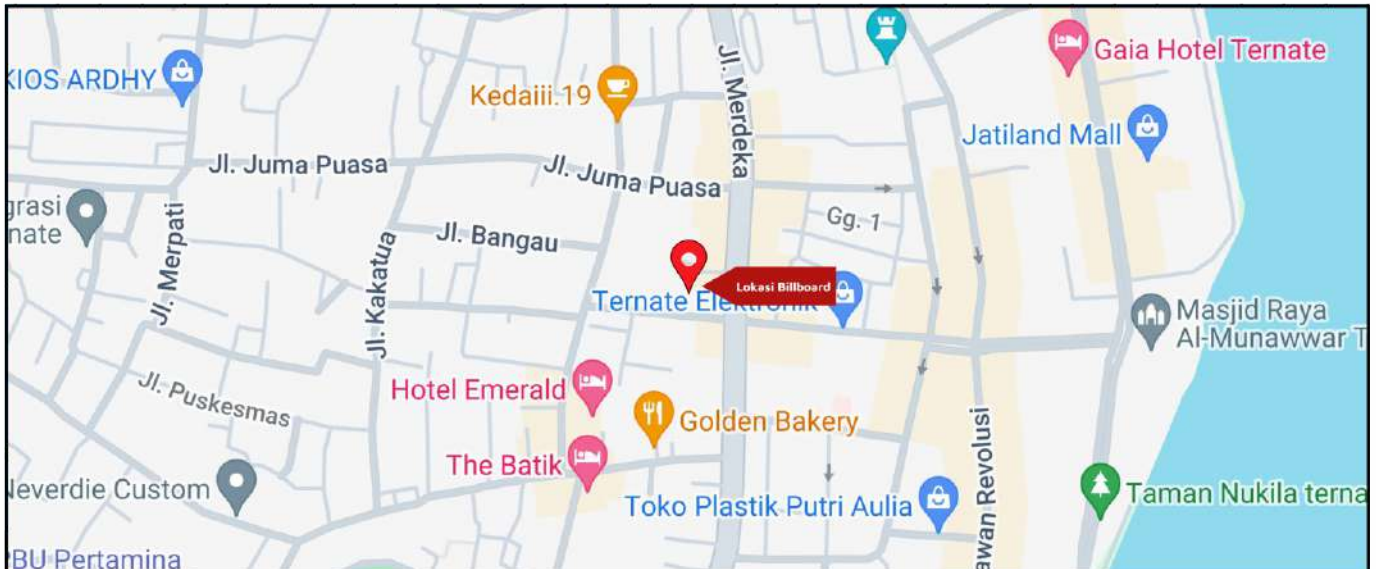 Gaia Hotel Ternate
KIOS ARDHY
Kedaiii.19
Jl. Merdeka
Jatiland Mall
Jl. Juma Puasa
Jl. Juma Puasa
grasi
nate
Jl. Merpati
Jl. Kakatua
Jl. Bangau
Gg. 1
Lokasi Billboard
Ternate Elektronik
Masjid Raya
Al-Munawwar T
Jl. Puskesmas
Hotel Emerald
Golden Bakery
The Batik
awan Revolusi
Neverdie Custom
Toko Plastik Putri Aulia
Taman Nukila terna
BU Pertamina